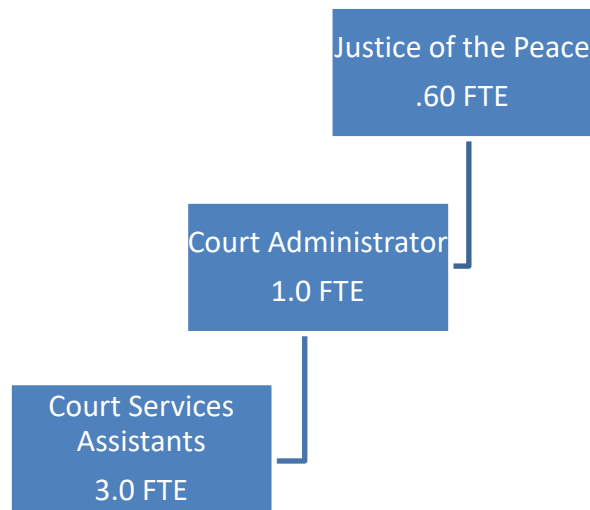 Justice of the Peace
.60 FTE
Court Administrator
1.0 FTE
Court Services
Assistants
3.0 FTE